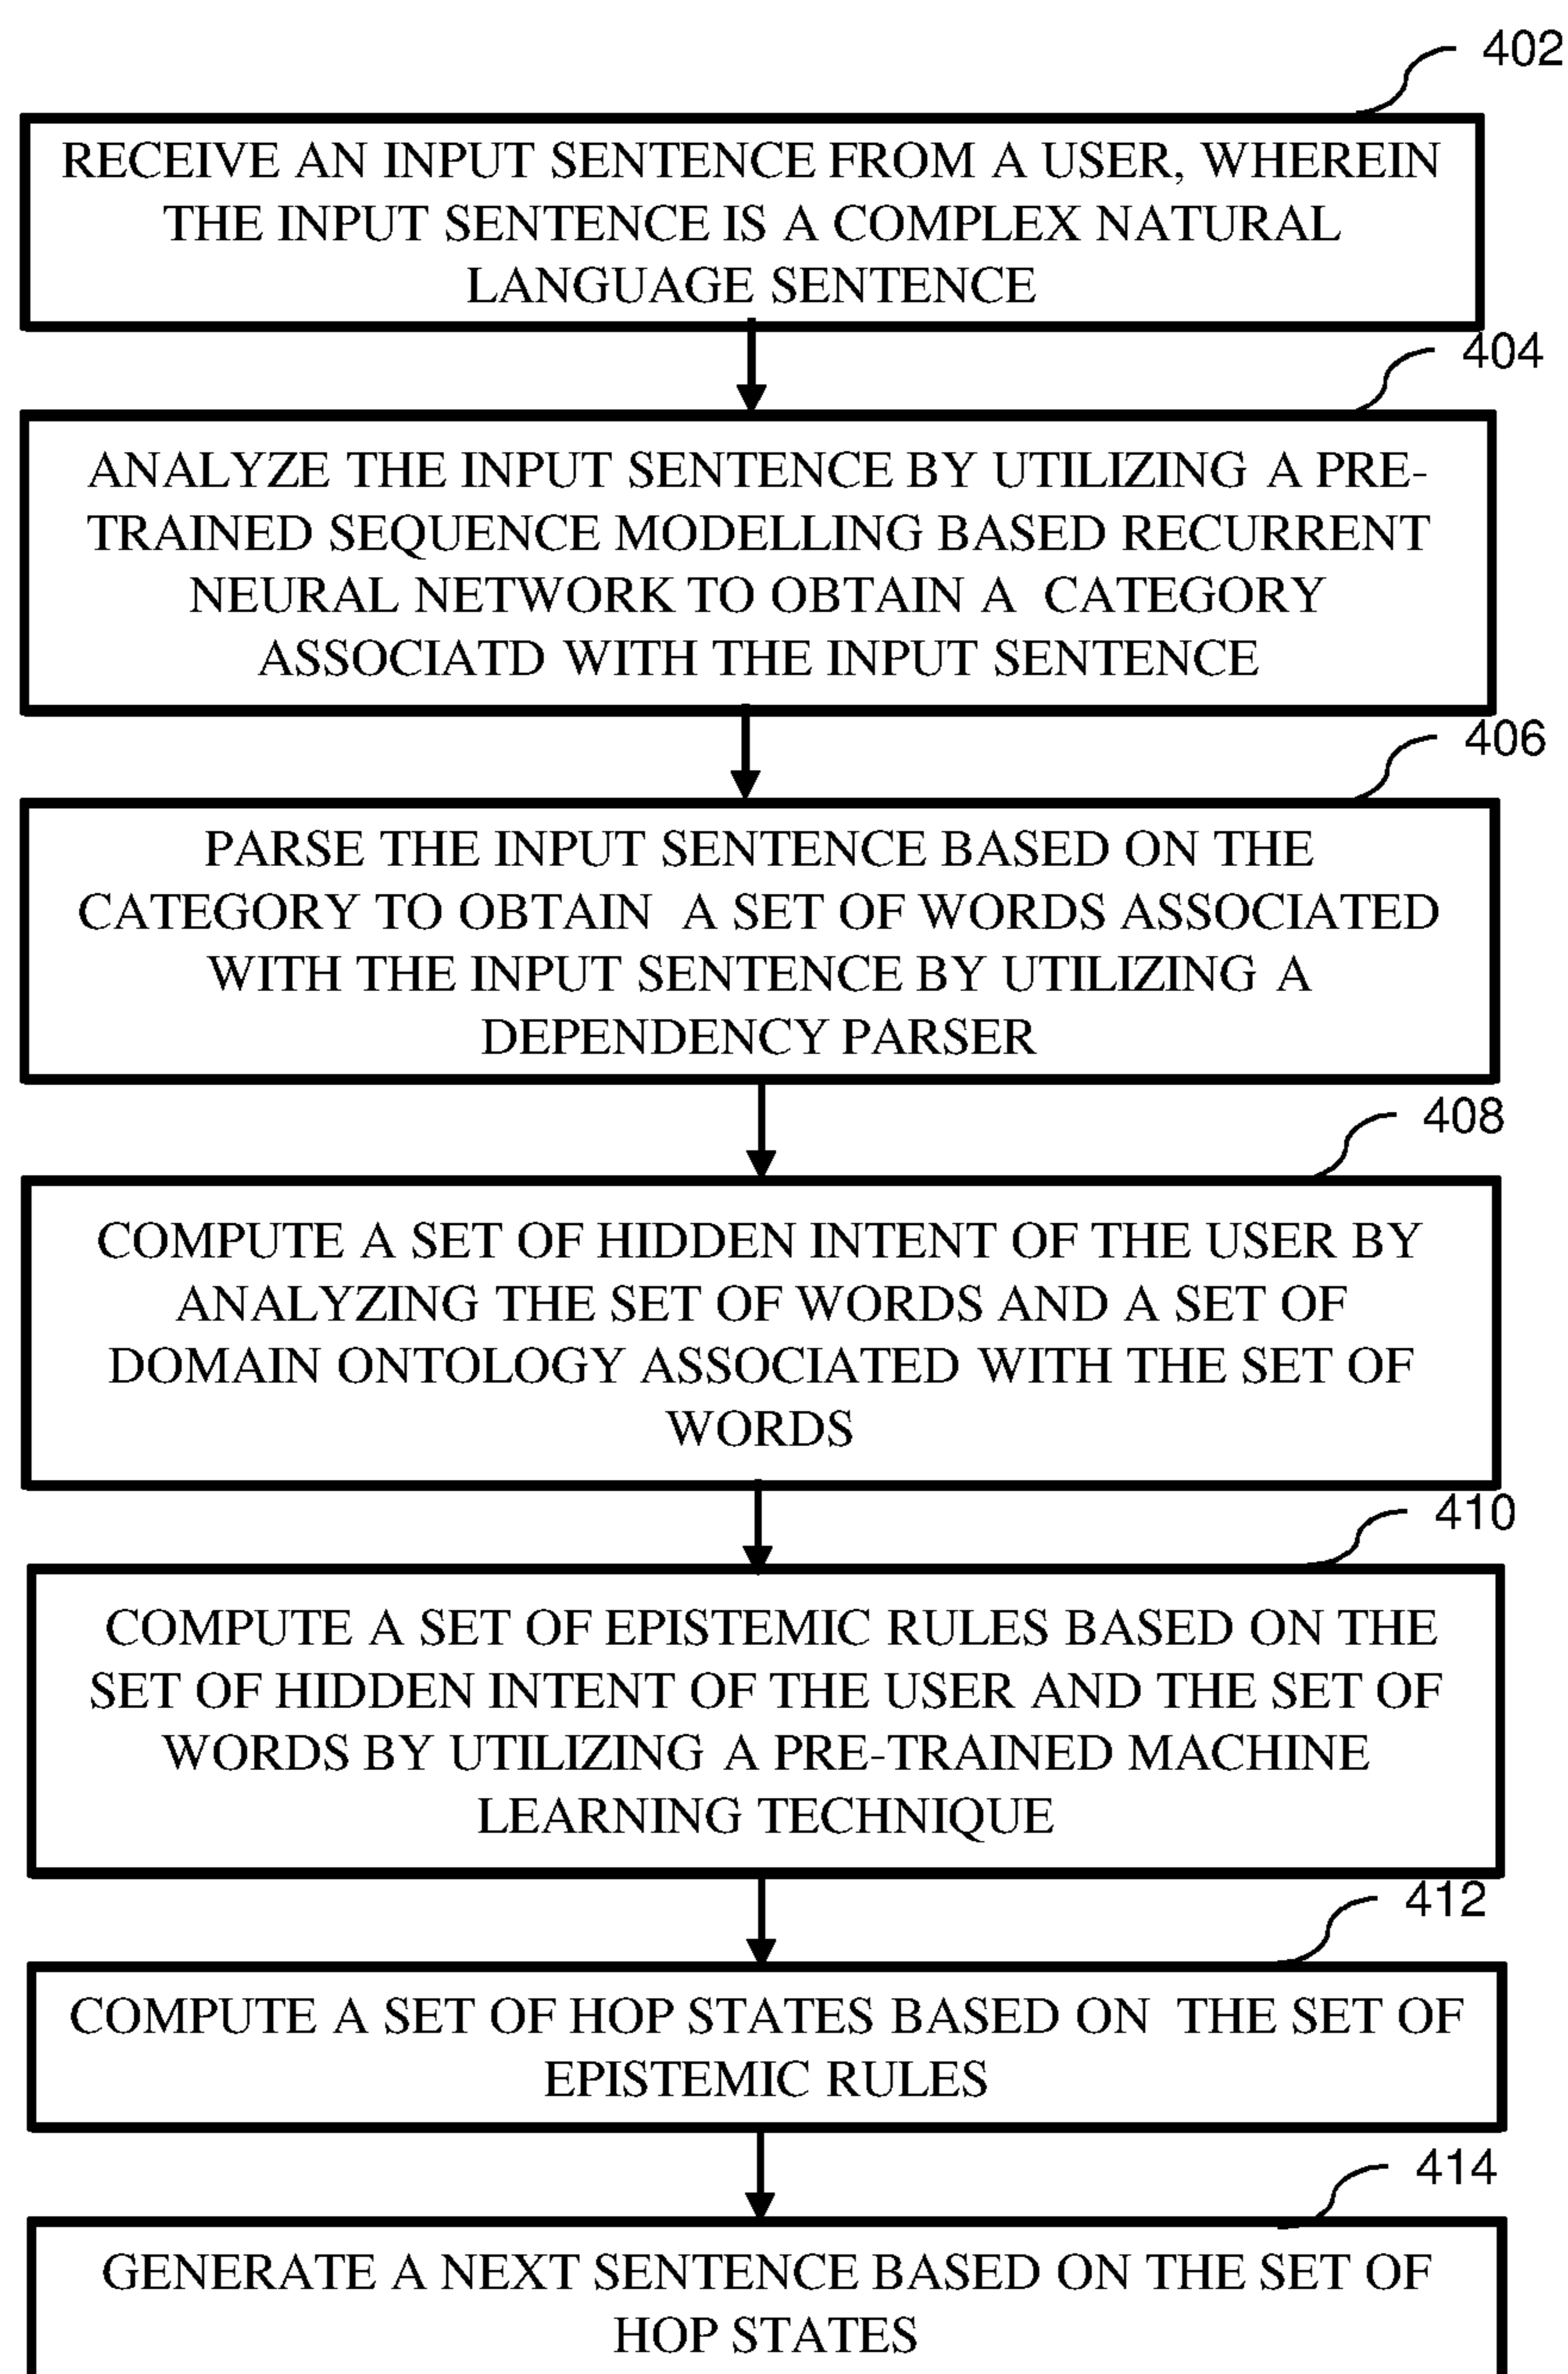 402
RECEIVE AN INPUT SENTENCE FROM A USER, WHEREIN
THE INPUT SENTENCE IS A COMPLEX NATURAL
LANGUAGE SENTENCE
404
ANALYZE THE INPUT SENTENCE BY UTILIZING A PRE-
TRAINED SEQUENCE MODELLING BASED RECURRENT
NEURAL NETWORK TO OBTAIN A CATEGORY
ASSOCIATD WITH THE INPUT SENTENCE
406
PARSE THE INPUT SENTENCE BASED ON THE
CATEGORY TO OBTAIN A SET OF WORDS ASSOCIATED
WITH THE INPUT SENTENCE BY UTILIZING A
DEPENDENCY PARSER
408
COMPUTE A SET OF HIDDEN INTENT OF THE USER BY
ANALYZING THE SET OF WORDS AND A SET OF
DOMAIN ONTOLOGY ASSOCIATED WITH THE SET OF
WORDS
410
COMPUTE A SET OF EPISTEMIC RULES BASED ON THE
SET OF HIDDEN INTENT OF THE USER AND THE SET OF
WORDS BY UTILIZING A PRE-TRAINED MACHINE
LEARNING TECHNIQUE
412
COMPUTE A SET OF HOP STATES BASED ON THE SET OF
EPISTEMIC RULES
414
GENERATE A NEXT SENTENCE BASED ON THE SET OF
HOP STATES